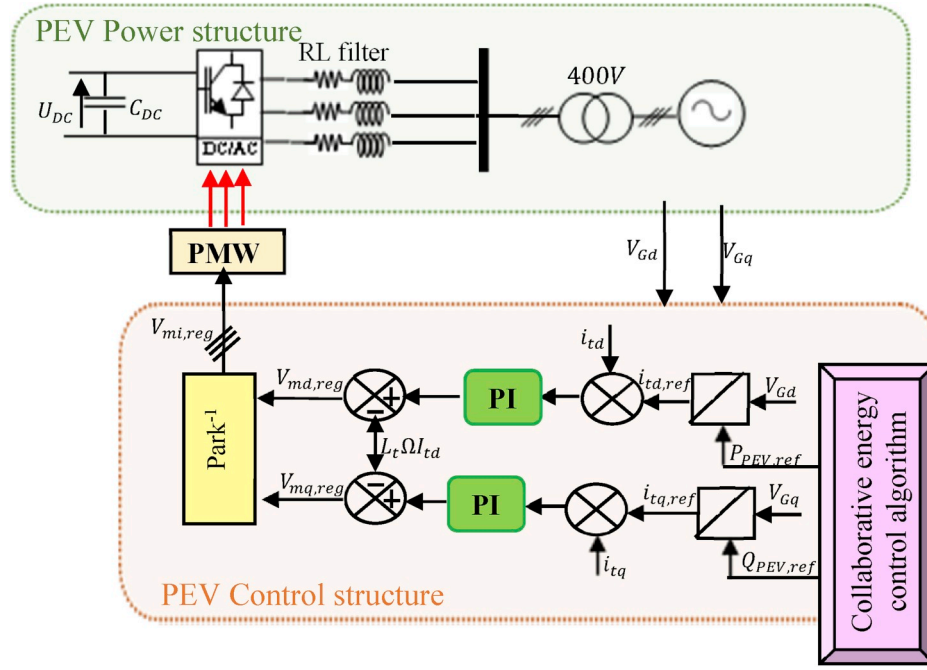 PEV Power structure
RL filter
400V
U_DC
C_DC
DC/AC
PMW
V_Gd
V_Gq
V_mi,reg
i_td
V_md,reg
+
−
PI
i_td,ref
V_Gd
Park⁻¹
L_tΩI_td
P_PEV,ref
V_mq,reg
−
+
PI
i_tq,ref
V_Gq
i_tq
Q_PEV,ref
Collaborative energy
control algorithm
PEV Control structure